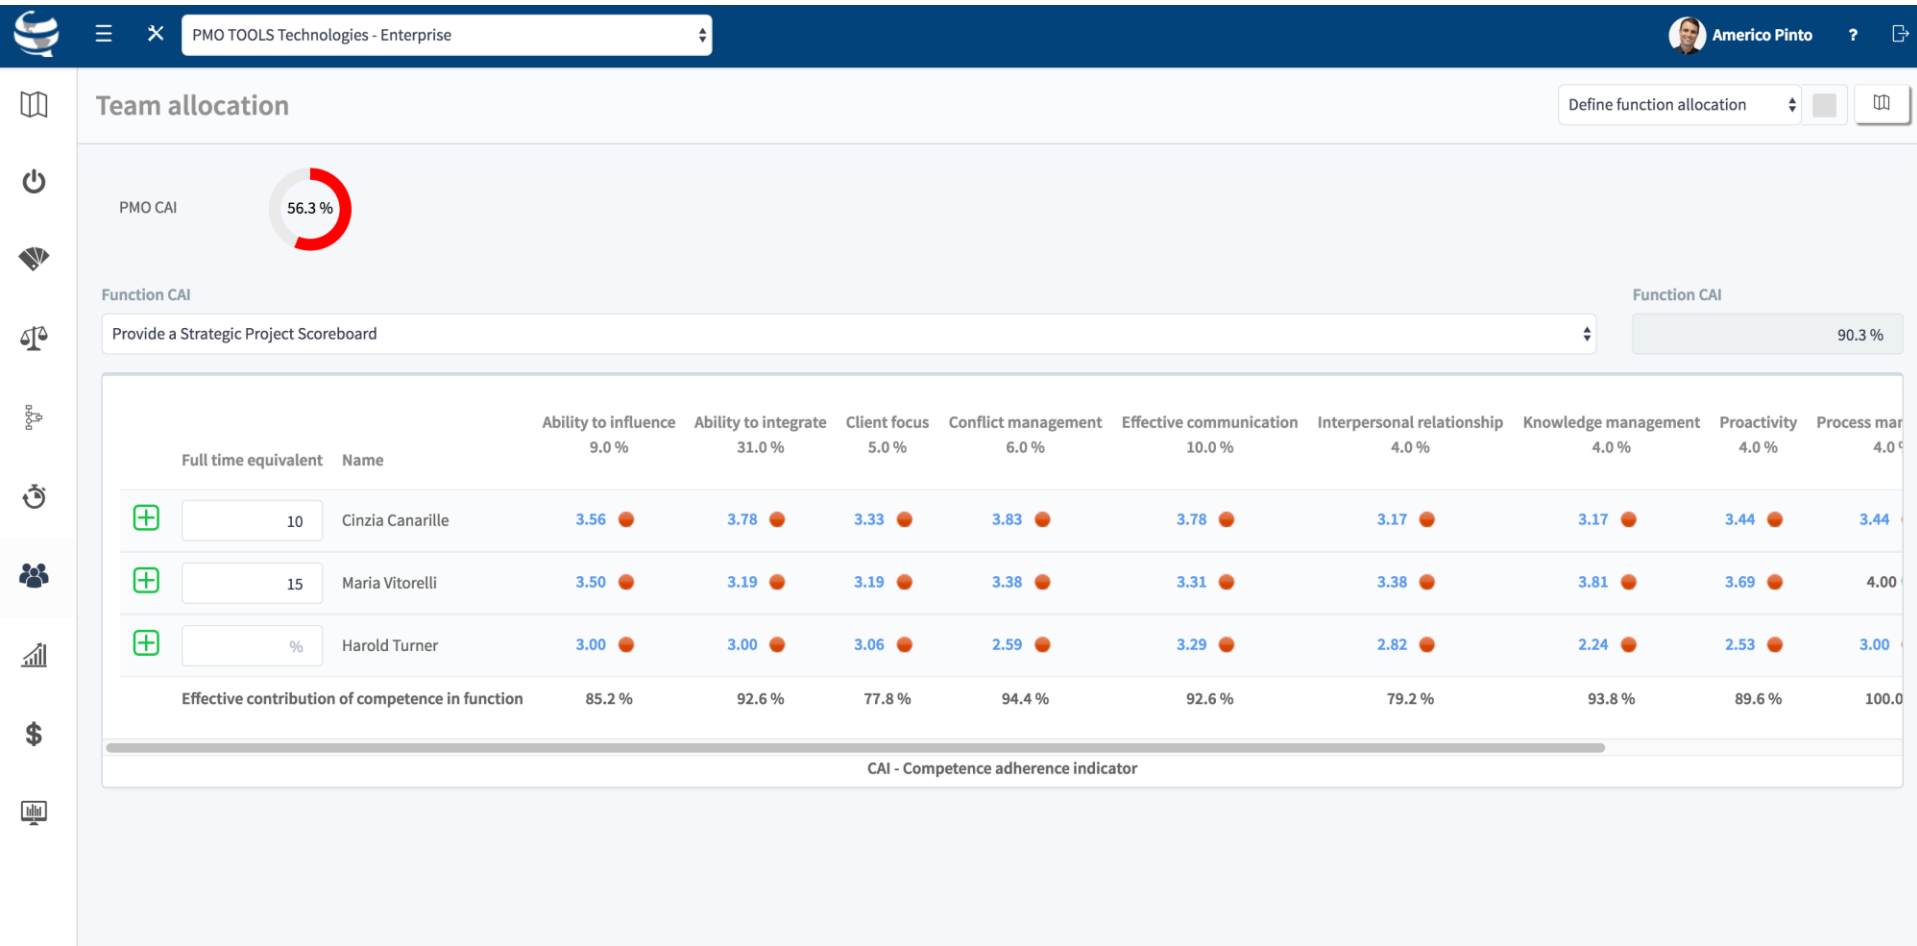 PMO TOOLS Technologies - Enterprise
Americo Pinto
?
Team allocation
Define function allocation
PMO CAI
56.3 %
Function CAI
Function CAI
Provide a Strategic Project Scoreboard
90.3 %
Full time equivalent Name
Ability to influence 9.0 %
Ability to integrate 31.0 %
Client focus 5.0 %
Conflict management 6.0 %
Effective communication 10.0 %
Interpersonal relationship 4.0 %
Knowledge management 4.0 %
Proactivity 4.0 %
Process mar 4.0 %
10 Cinzia Canarille 3.56 3.78 3.33 3.83 3.78 3.17 3.17 3.44 3.44
15 Maria Vitorelli 3.50 3.19 3.19 3.38 3.31 3.38 3.81 3.69 4.00
% Harold Turner 3.00 3.00 3.06 2.59 3.29 2.82 2.24 2.53 3.00
Effective contribution of competence in function 85.2 % 92.6 % 77.8 % 94.4 % 92.6 % 79.2 % 93.8 % 89.6 % 100.0
CAI - Competence adherence indicator